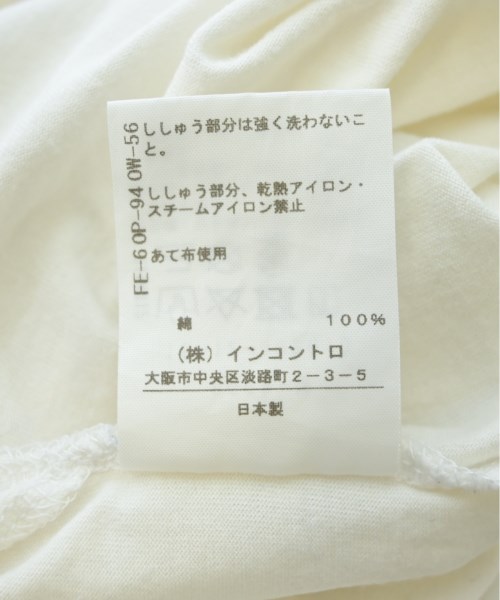 ししゅう部分は強く洗わないこ
と。
ししゅう部分、乾熱アイロン・
スチームアイロン禁止
あて布使用
綿 100%
(株)インコントロ
大阪市中央区淡路町2-3-5
日本製
FE-60P-940W-56